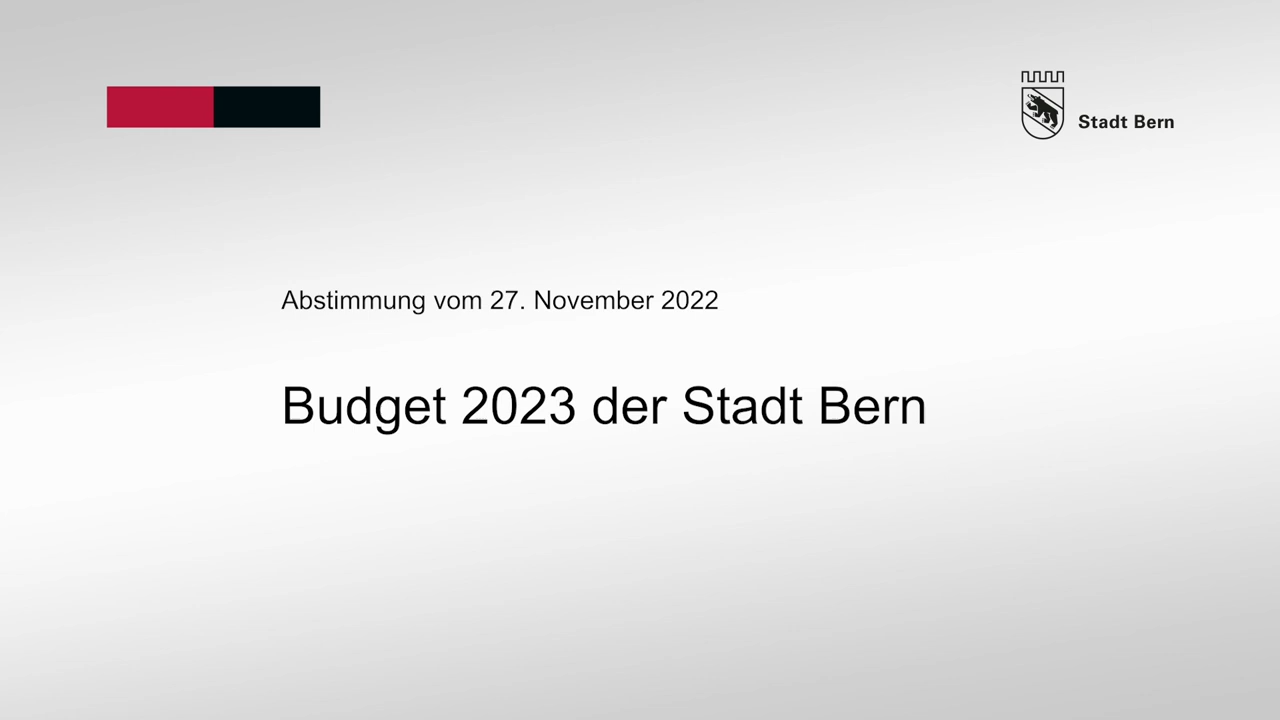 Stadt Bern
Abstimmung vom 27. November 2022
Budget 2023 der Stadt Bern